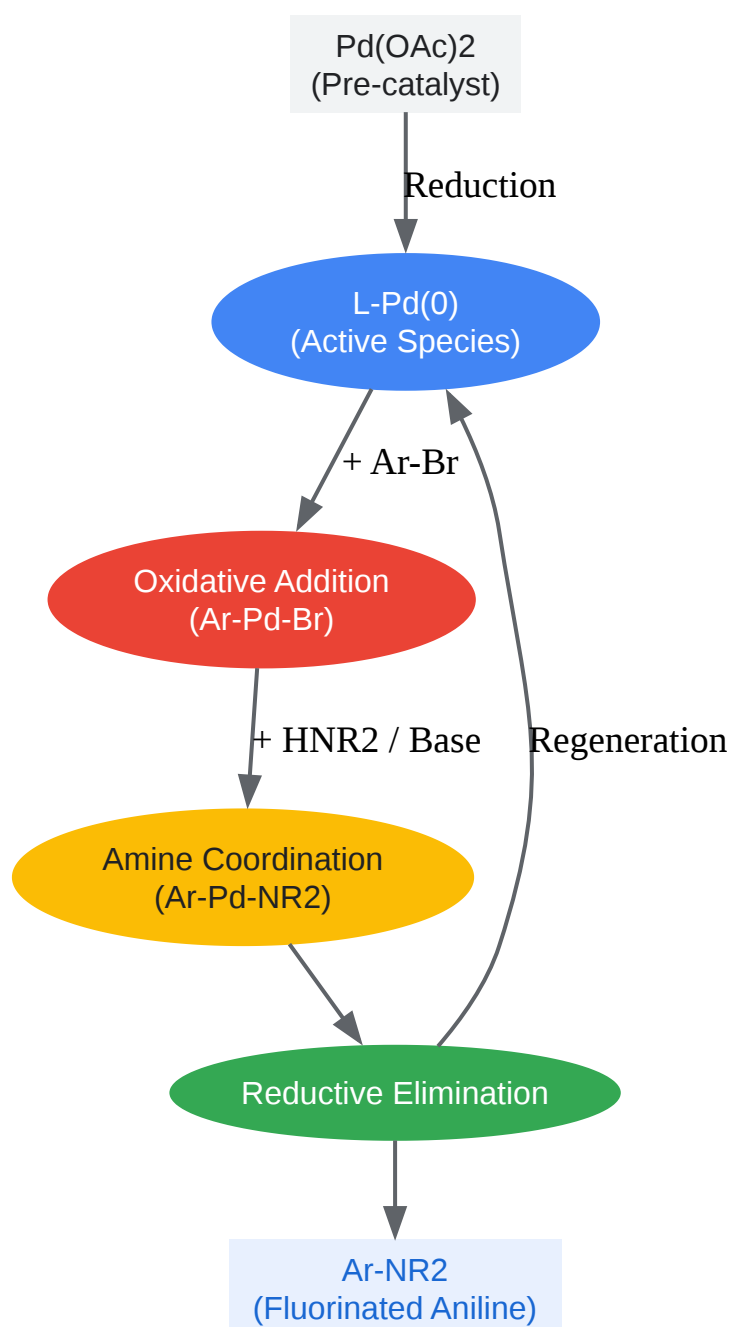 Pd(OAc)2
(Pre-catalyst)
Reduction
L-Pd(0)
(Active Species)
+ Ar-Br
Oxidative Addition
(Ar-Pd-Br)
+ HNR2 / Base
Regeneration
Amine Coordination
(Ar-Pd-NR2)
Reductive Elimination
Ar-NR2
(Fluorinated Aniline)